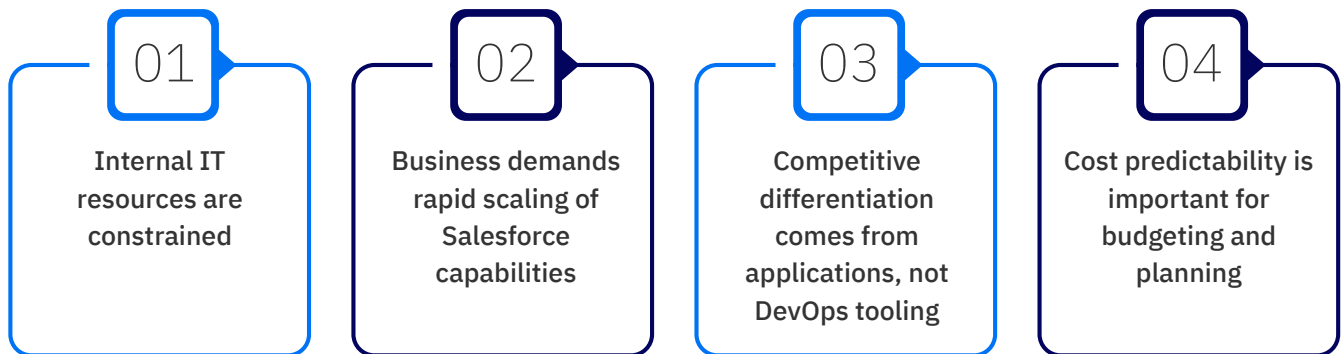 01
Internal IT
resources are
constrained
02
Business demands
rapid scaling of
Salesforce
capabilities
03
Competitive
differentiation
comes from
applications, not
DevOps tooling
04
Cost predictability is
important for
budgeting and
planning